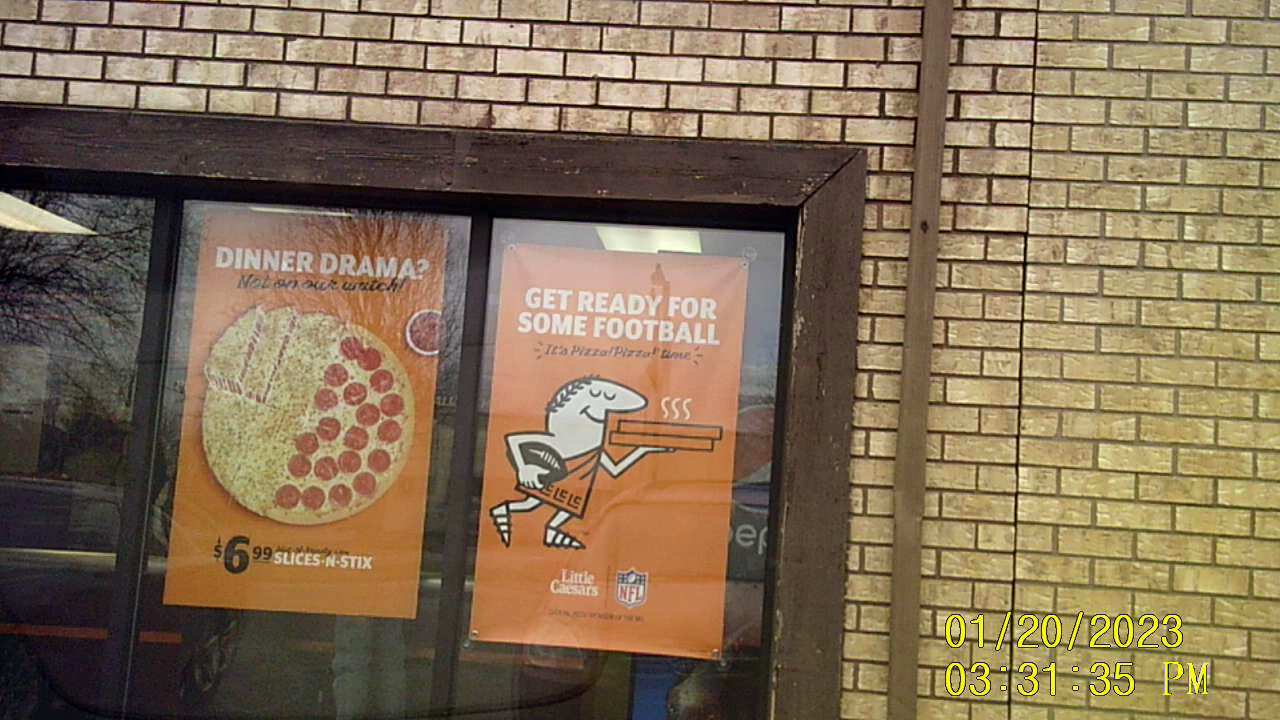 DINNER DRAMA?
Not on our watch!
$6.99
SLICES-N-STIX
GET READY FOR
SOME FOOTBALL
It's Pizza!Pizza!® time
Little
Caesars
NFL
01/20/2023
03:31:35 PM